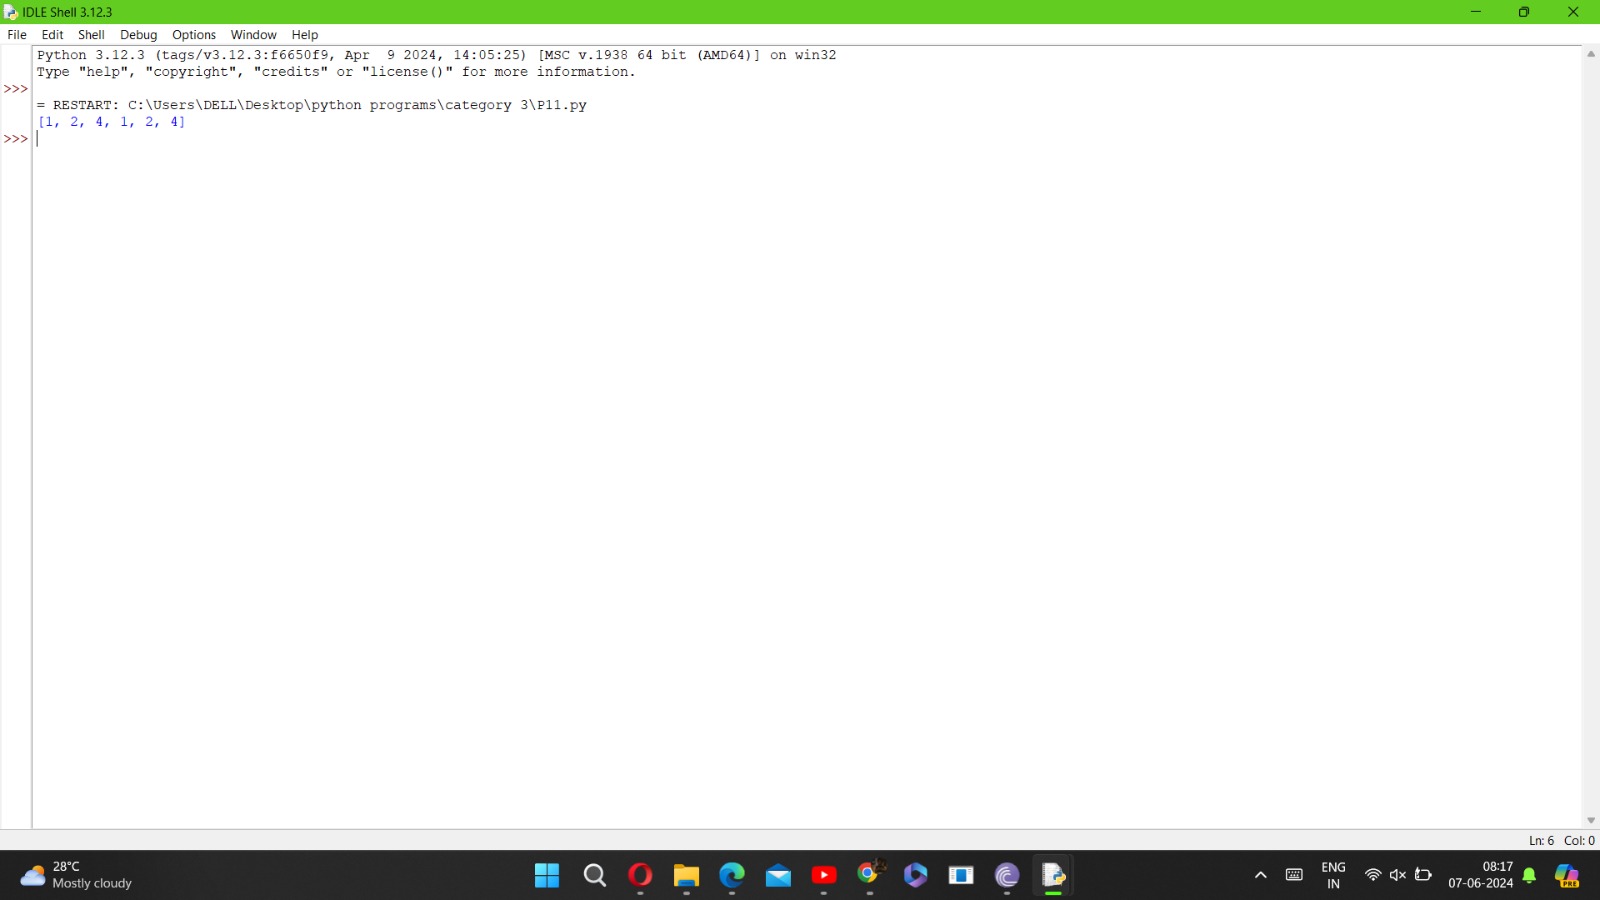 IDLE Shell 3.12.3
File Edit Shell Debug Options Window Help
Python 3.12.3 (tags/v3.12.3:f6650f9, Apr  9 2024, 14:05:25) [MSC v.1938 64 bit (AMD64)] on win32
Type "help", "copyright", "credits" or "license()" for more information.
>>>
= RESTART: C:\Users\DELL\Desktop\python programs\category 3\P11.py
[1, 2, 4, 1, 2, 4]
>>>
Ln: 6 Col: 0
28°C
Mostly cloudy
ENG
IN
08:17
07-06-2024
PRE